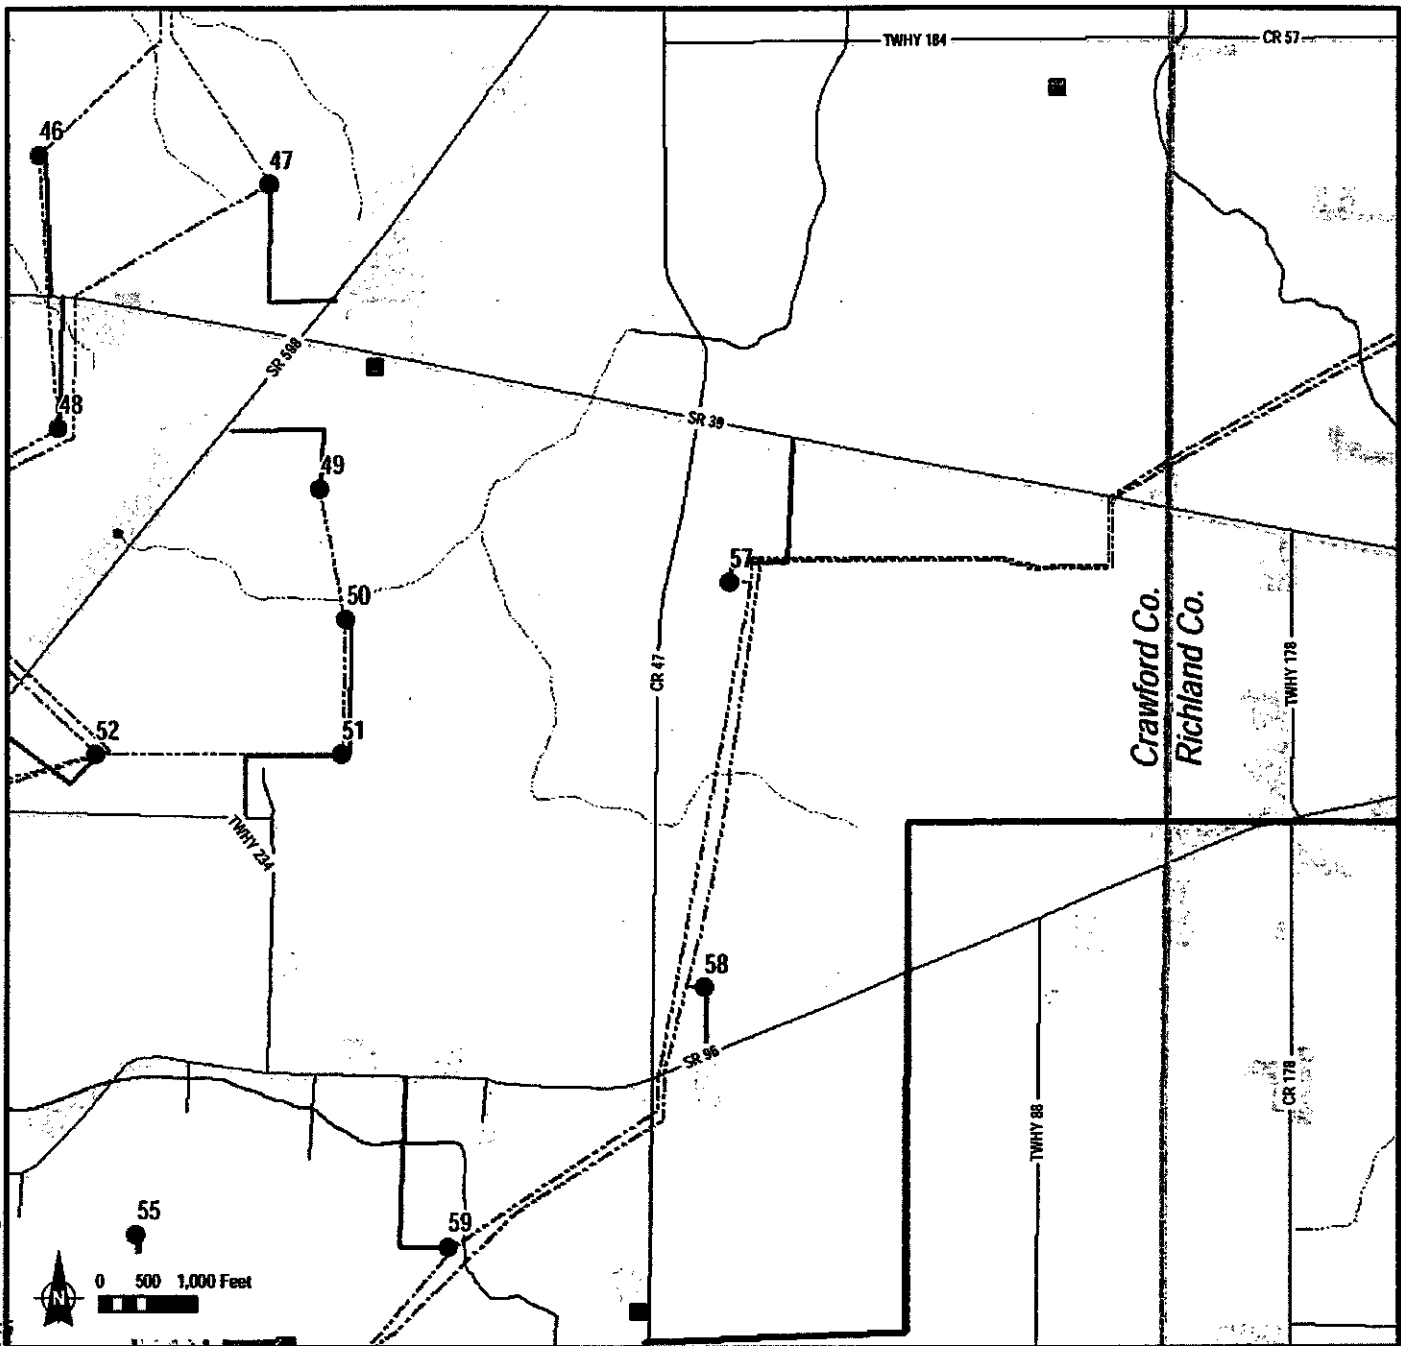 TWHY 184
CR 57
46
47
SR 598
48
SR 39
49
57
50
CR 47
Crawford Co.
Richland Co.
TWHY 178
52
51
TWHY 234
58
SR 96
TWHY 88
CR 178
55
59
0 500 1,000 Feet
N